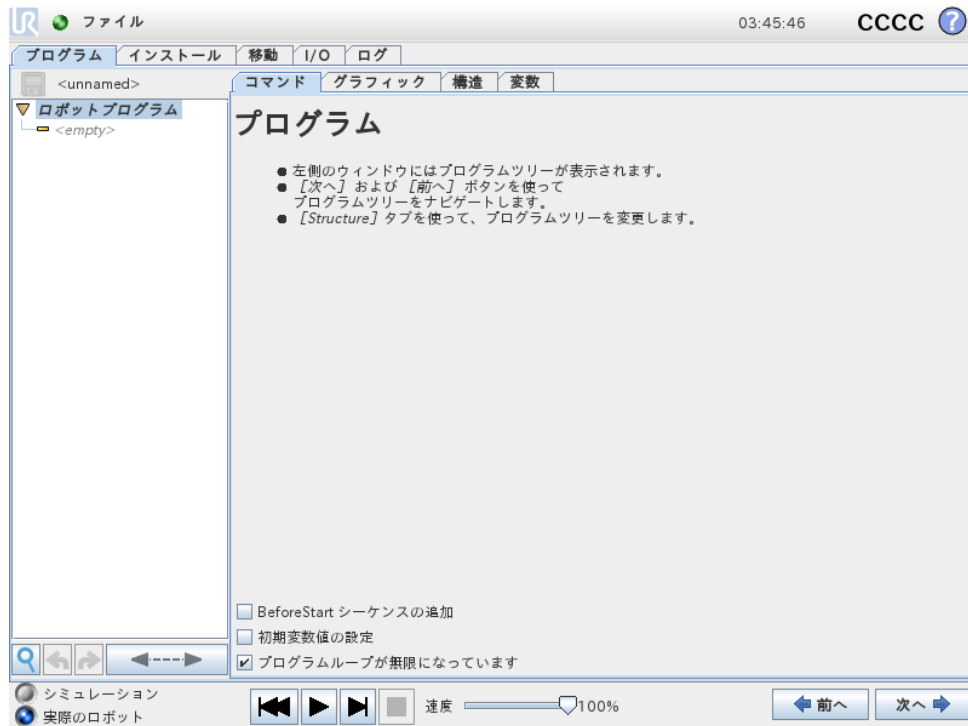 UR ファイル 03:45:46 CCCC ?
プログラム インストール 移動 I/O ログ
<unnamed>
コマンド グラフィック 構造 変数
ロボットプログラム
<empty>
プログラム
左側のウィンドウにはプログラムツリーが表示されます。
［次へ］ および ［前へ］ ボタンを使って
プログラムツリーをナビゲートします。
［Structure］タブを使って、プログラムツリーを変更します。
BeforeStart シーケンスの追加
初期変数値の設定
プログラムループが無限になっています
シミュレーション
実際のロボット
速度 100%
前へ 次へ